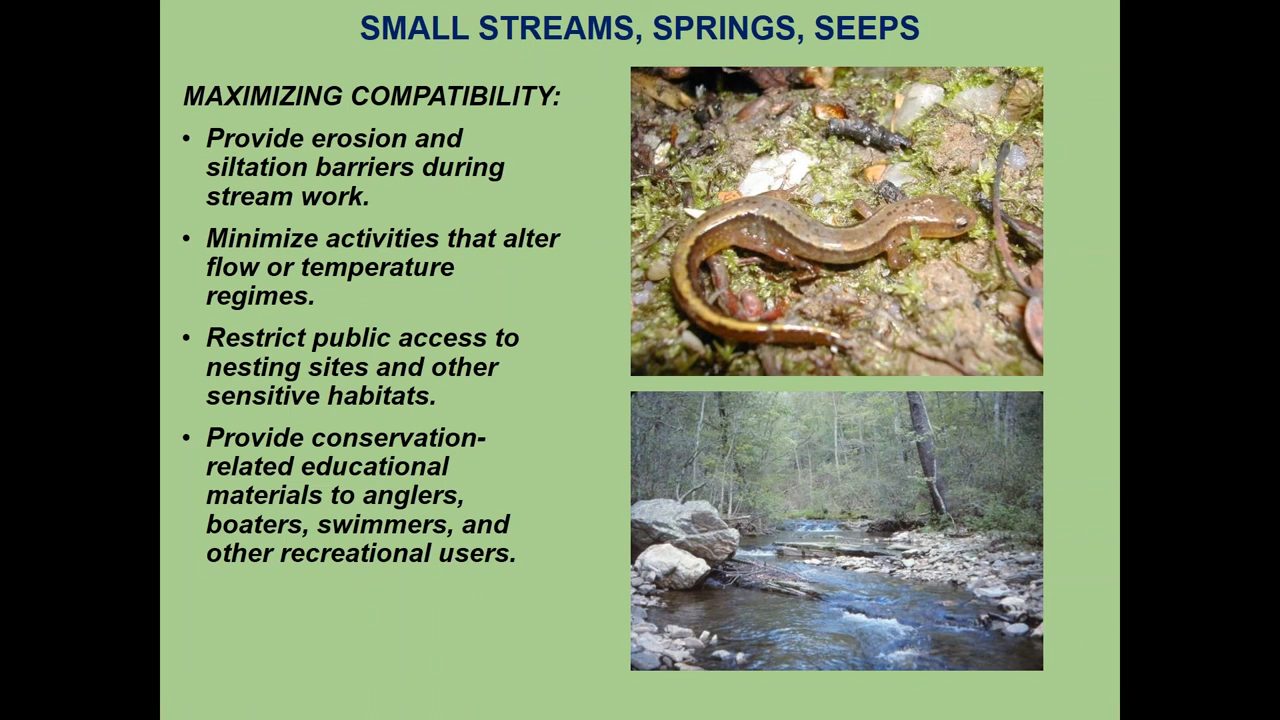 SMALL STREAMS, SPRINGS, SEEPS
MAXIMIZING COMPATIBILITY:
• Provide erosion and
siltation barriers during
stream work.
• Minimize activities that alter
flow or temperature
regimes.
• Restrict public access to
nesting sites and other
sensitive habitats.
• Provide conservation-
related educational
materials to anglers,
boaters, swimmers, and
other recreational users.